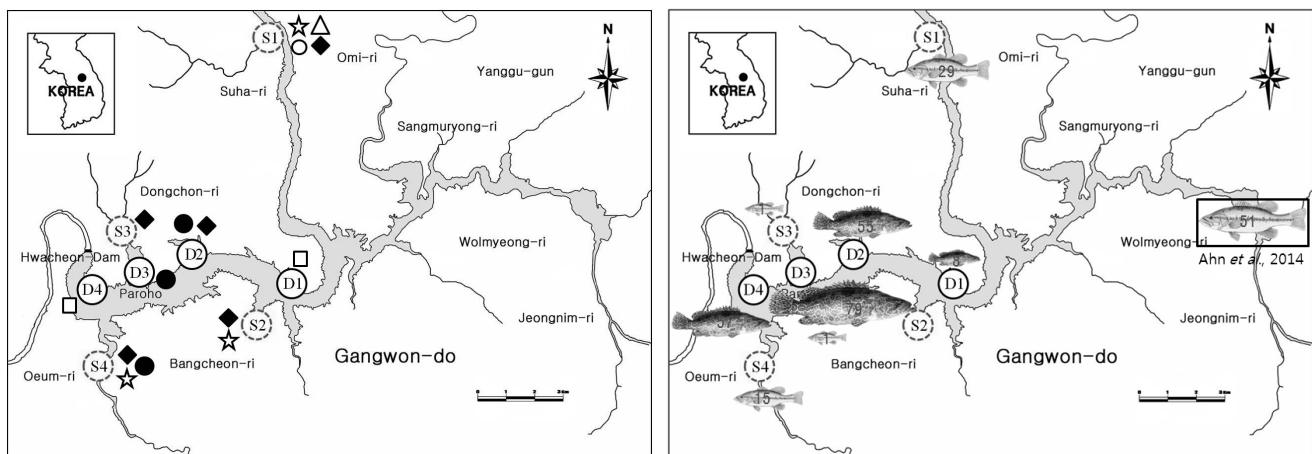 S1
Omi-ri
N
Yanggu-gun
KOREA
Suha-ri
Sangmuryong-ri
Dongchon-ri
S3
D2
Wolmyeong-ri
Hwacheon-Dam
D3
D1
D4
Paroho
S2
Jeongnim-ri
Bangcheon-ri
Gangwon-do
S4
Oeum-ri
S1
Omi-ri
N
29
Yanggu-gun
KOREA
Suha-ri
Sangmuryong-ri
Dongchon-ri
51
S3
55
D2
Wolmyeong-ri
Hwacheon-Dam
8
Ahn et al., 2014
D3
D1
D4
79
37
S2
Jeongnim-ri
1
Bangcheon-ri
Gangwon-do
S4
Oeum-ri
15